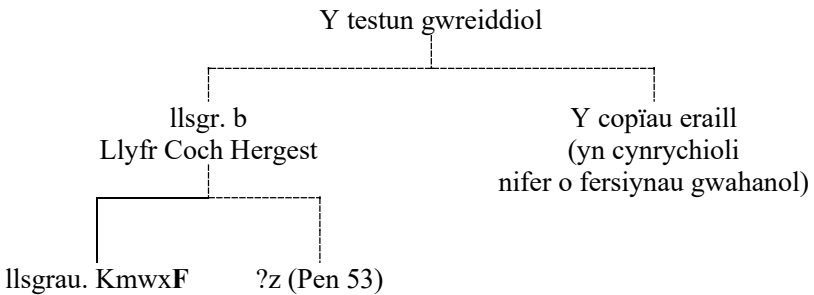 Y testun gwreiddiol
llsgr. b
Llyfr Coch Hergest
Y copïau eraill
(yn cynrychioli
nifer o fersiynau gwahanol)
llsgrau. KmwxF
?z (Pen 53)